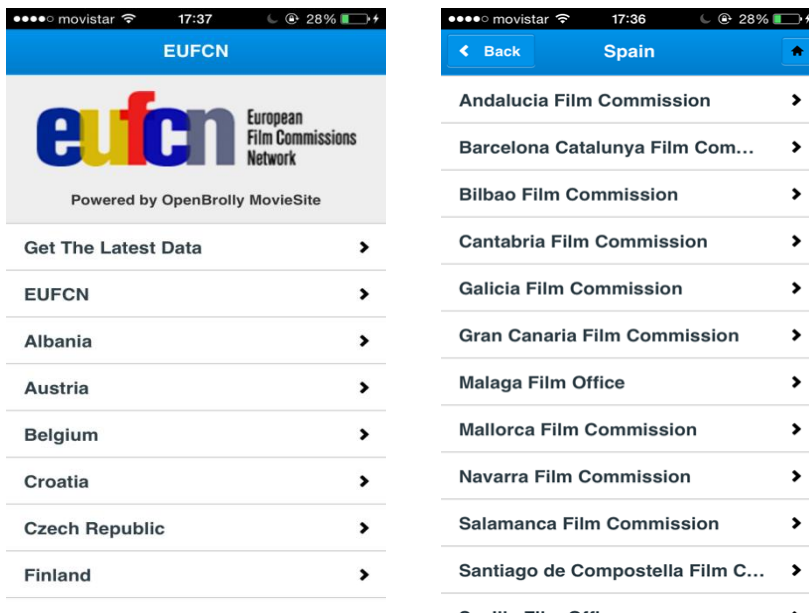 movistar 17:37 28%
EUFCN
eufcn
European
Film Commissions
Network
Powered by OpenBrolly MovieSite
Get The Latest Data
EUFCN
Albania
Austria
Belgium
Croatia
Czech Republic
Finland
movistar 17:36 28%
Back Spain
Andalucia Film Commission
Barcelona Catalunya Film Com...
Bilbao Film Commission
Cantabria Film Commission
Galicia Film Commission
Gran Canaria Film Commission
Malaga Film Office
Mallorca Film Commission
Navarra Film Commission
Salamanca Film Commission
Santiago de Compostella Film C...